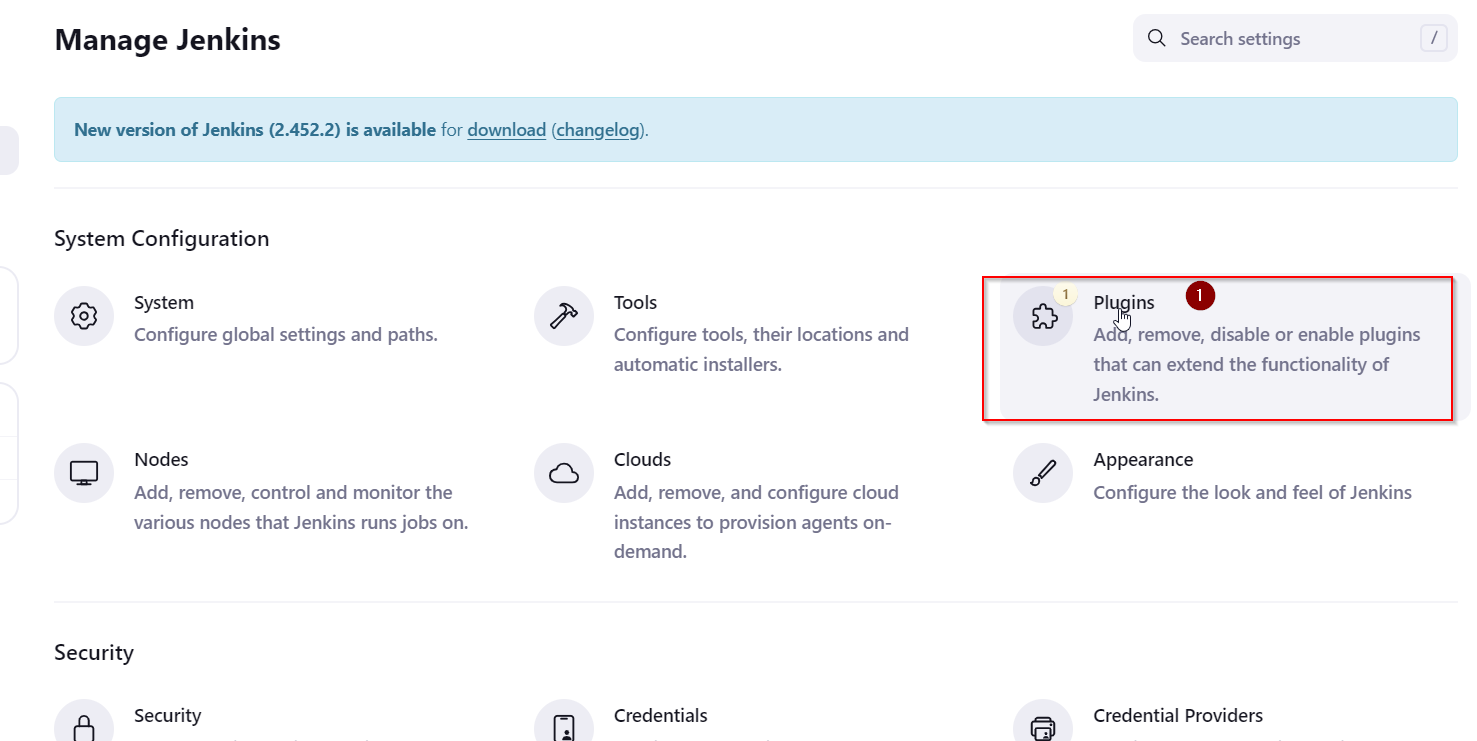 Manage Jenkins
Search settings
/
New version of Jenkins (2.452.2) is available for download (changelog).
System Configuration
System
Configure global settings and paths.
Tools
Configure tools, their locations and
automatic installers.
1
Plugins
1
Add, remove, disable or enable plugins
that can extend the functionality of
Jenkins.
Nodes
Add, remove, control and monitor the
various nodes that Jenkins runs jobs on.
Clouds
Add, remove, and configure cloud
instances to provision agents on-
demand.
Appearance
Configure the look and feel of Jenkins
Security
Security
Credentials
Credential Providers